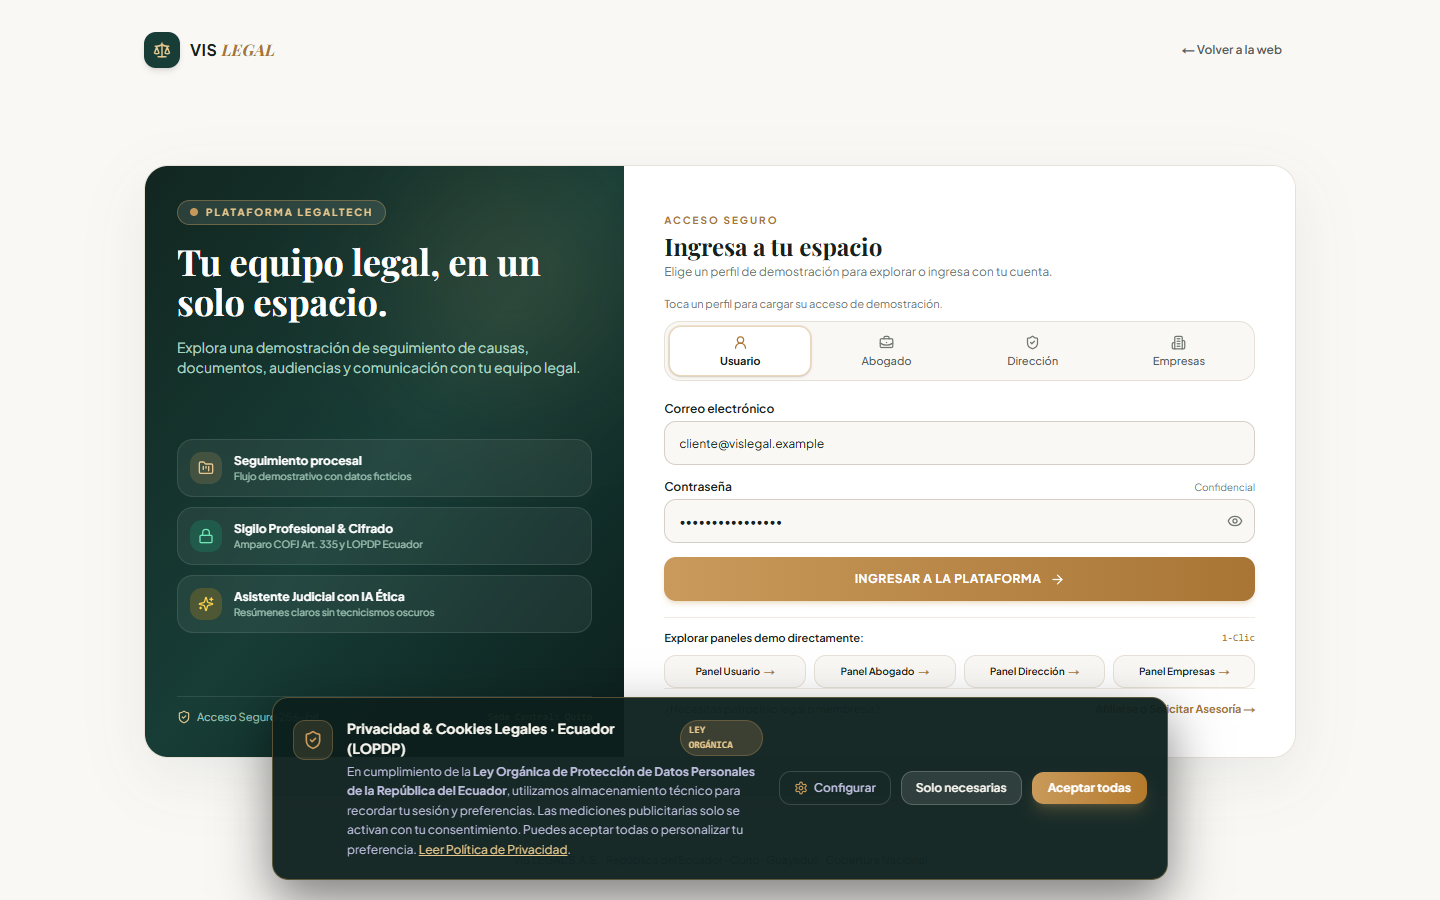 VIS LEGAL
← Volver a la web
PLATAFORMA LEGALTECH
Tu equipo legal, en un
solo espacio.
Explora una demostración de seguimiento de causas,
documentos, audiencias y comunicación con tu equipo legal.
Seguimiento procesal
Flujo demostrativo con datos ficticios
Sigilo Profesional & Cifrado
Amparo COFJ Art. 335 y LOPDP Ecuador
Asistente Judicial con IA Ética
Resúmenes claros sin tecnicismos oscuros
Acceso Seguro
ACCESO SEGURO
Ingresa a tu espacio
Elige un perfil de demostración para explorar o ingresa con tu cuenta.
Toca un perfil para cargar su acceso de demostración.
Usuario
Abogado
Dirección
Empresas
Correo electrónico
cliente@vislegal.example
Contraseña
Confidencial
••••••••••••••••
INGRESAR A LA PLATAFORMA →
Explorar paneles demo directamente:
1-Clic
Panel Usuario →
Panel Abogado →
Panel Dirección →
Panel Empresas →
Solicitar Asesoría →
Privacidad & Cookies Legales · Ecuador
(LOPDP)
LEY
ORGÁNICA
En cumplimiento de la Ley Orgánica de Protección de Datos Personales
de la República del Ecuador, utilizamos almacenamiento técnico para
recordar tu sesión y preferencias. Las mediciones publicitarias solo se
activan con tu consentimiento. Puedes aceptar todas o personalizar tu
preferencia. Leer Política de Privacidad.
Configurar
Solo necesarias
Aceptar todas